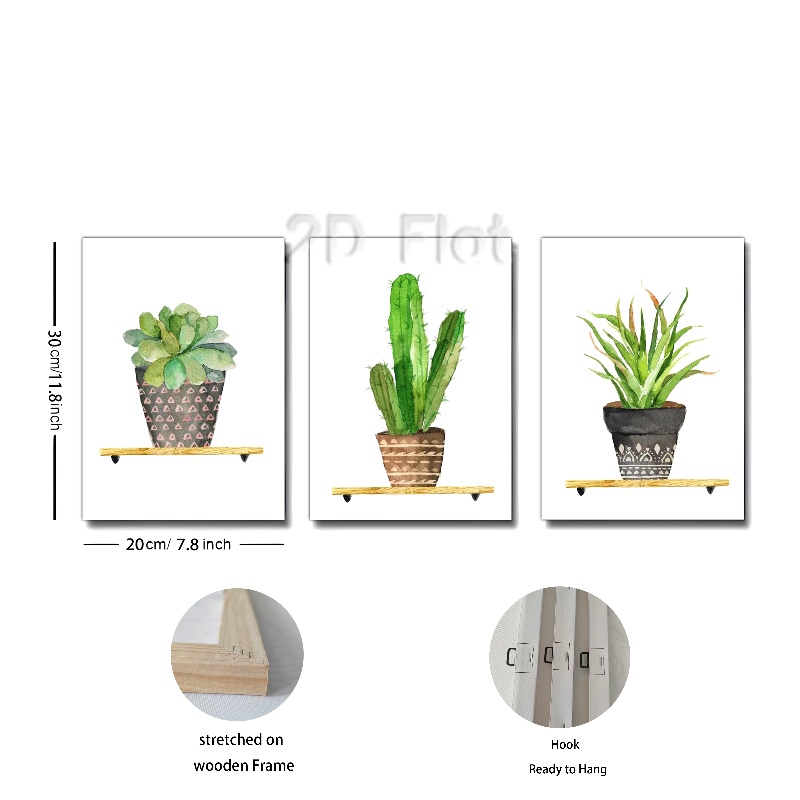 2D Flat
30cm/11.8inch
20cm/ 7.8 inch
stretched on
wooden Frame
Hook
Ready to Hang